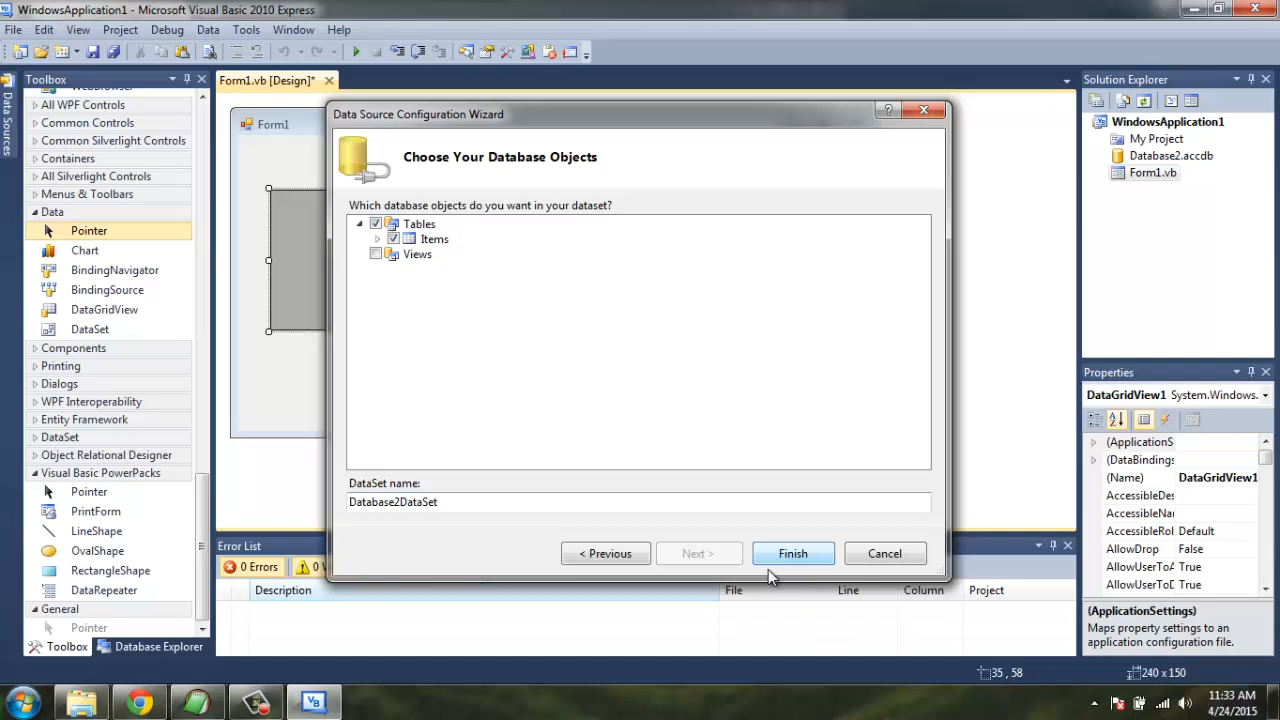 WindowsApplication1 - Microsoft Visual Basic 2010 Express
File Edit View Project Debug Data Tools Window Help
Data Sources
Toolbox
All WPF Controls
Common Controls
Common Silverlight Controls
Containers
All Silverlight Controls
Menus & Toolbars
Data
Pointer
Chart
BindingNavigator
BindingSource
DataGridView
DataSet
Components
Printing
Dialogs
WPF Interoperability
Entity Framework
DataSet
Object Relational Designer
Visual Basic PowerPacks
Pointer
PrintForm
LineShape
OvalShape
RectangleShape
DataRepeater
General
Pointer
Toolbox Database Explorer
Form1.vb [Design]*
Form1
Data Source Configuration Wizard
Choose Your Database Objects
Which database objects do you want in your dataset?
Tables
Items
Views
DataSet name:
Database2DataSet
< Previous Next > Finish Cancel
Error List
0 Errors
Description File Line Column Project
Solution Explorer
WindowsApplication1
My Project
Database2.accdb
Form1.vb
Properties
DataGridView1 System.Windows.
(ApplicationS
(DataBindings
(Name) DataGridView1
AccessibleDes
AccessibleNar
AccessibleRol Default
AllowDrop False
AllowUserToA True
AllowUserToD True
(ApplicationSettings)
Maps property settings to an
application configuration file.
35 , 58 240 x 150
11:33 AM
4/24/2015